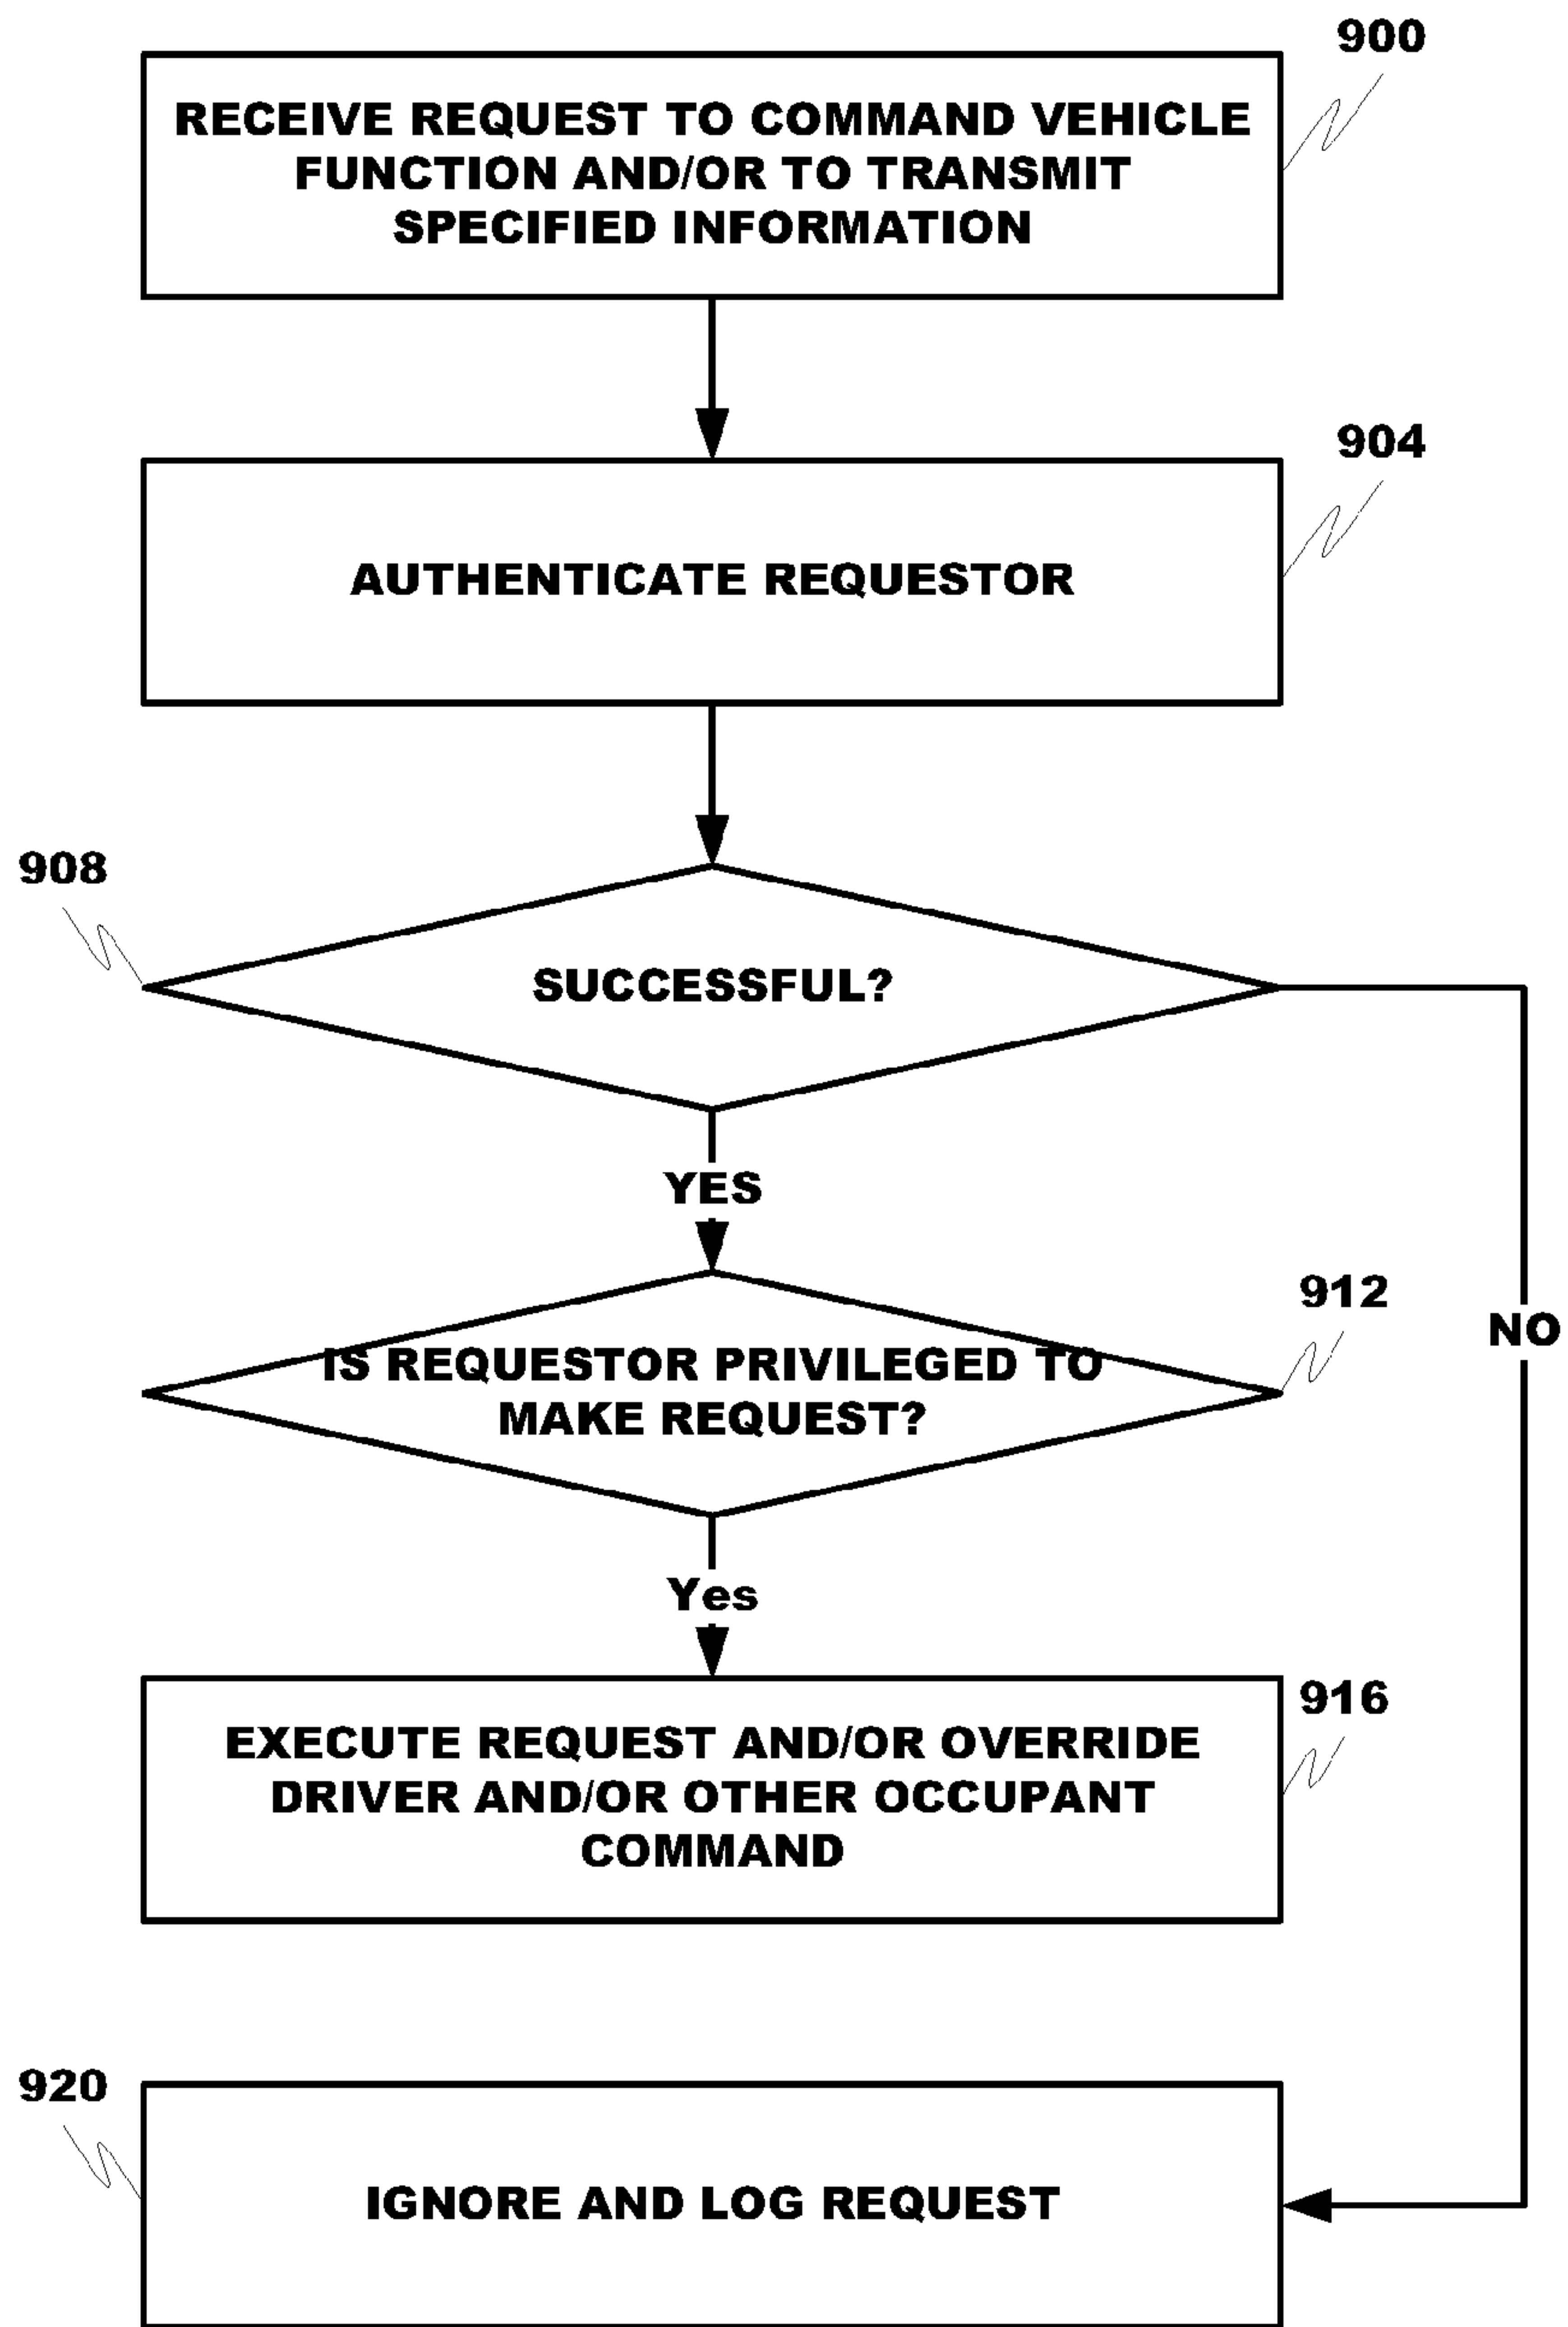 900
RECEIVE REQUEST TO COMMAND VEHICLE
FUNCTION AND/OR TO TRANSMIT
SPECIFIED INFORMATION
904
AUTHENTICATE REQUESTOR
908
SUCCESSFUL?
YES
912
NO
IS REQUESTOR PRIVILEGED TO
MAKE REQUEST?
Yes
916
EXECUTE REQUEST AND/OR OVERRIDE
DRIVER AND/OR OTHER OCCUPANT
COMMAND
920
IGNORE AND LOG REQUEST